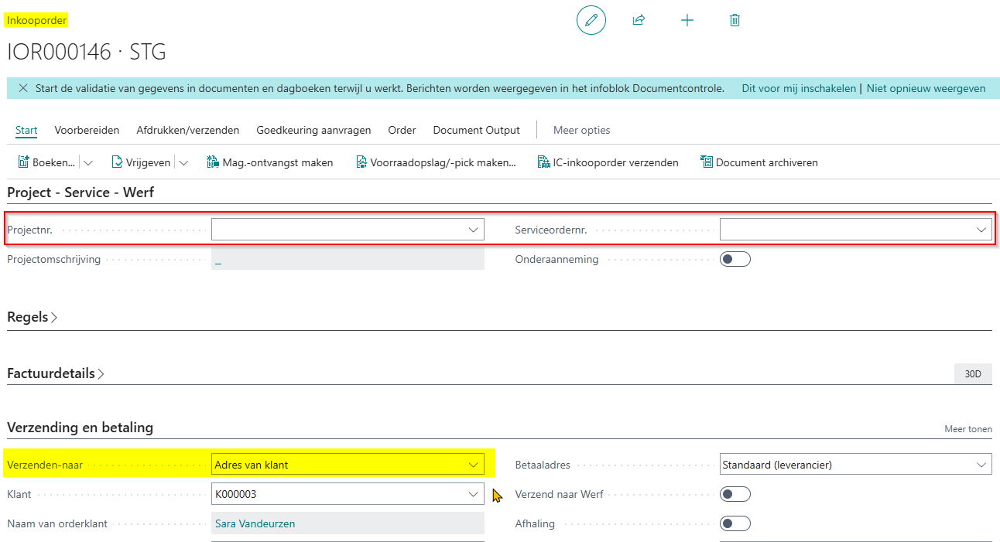 Inkooporder
IOR000146 · STG
Start de validatie van gegevens in documenten en dagboeken terwijl u werkt. Berichten worden weergegeven in het infoblok Documentcontrole. Dit voor mij inschakelen | Niet opnieuw weergeven
Start Voorbereiden Afdrukken/verzenden Goedkeuring aanvragen Order Document Output Meer opties
Boeken... Vrijgeven Mag.-ontvangst maken Voorraadopslag/-pick maken... IC-inkooporder verzenden Document archiveren
Project - Service - Werf
Projectnr. Serviceordernr.
Projectomschrijving _ Onderaanneming
Regels
Factuurdetails 30D
Verzending en betaling Meer tonen
Verzenden-naar Adres van klant Betaaladres Standaard (leverancier)
Klant K000003 Verzend naar Werf
Naam van orderklant Sara Vandeurzen Afhaling